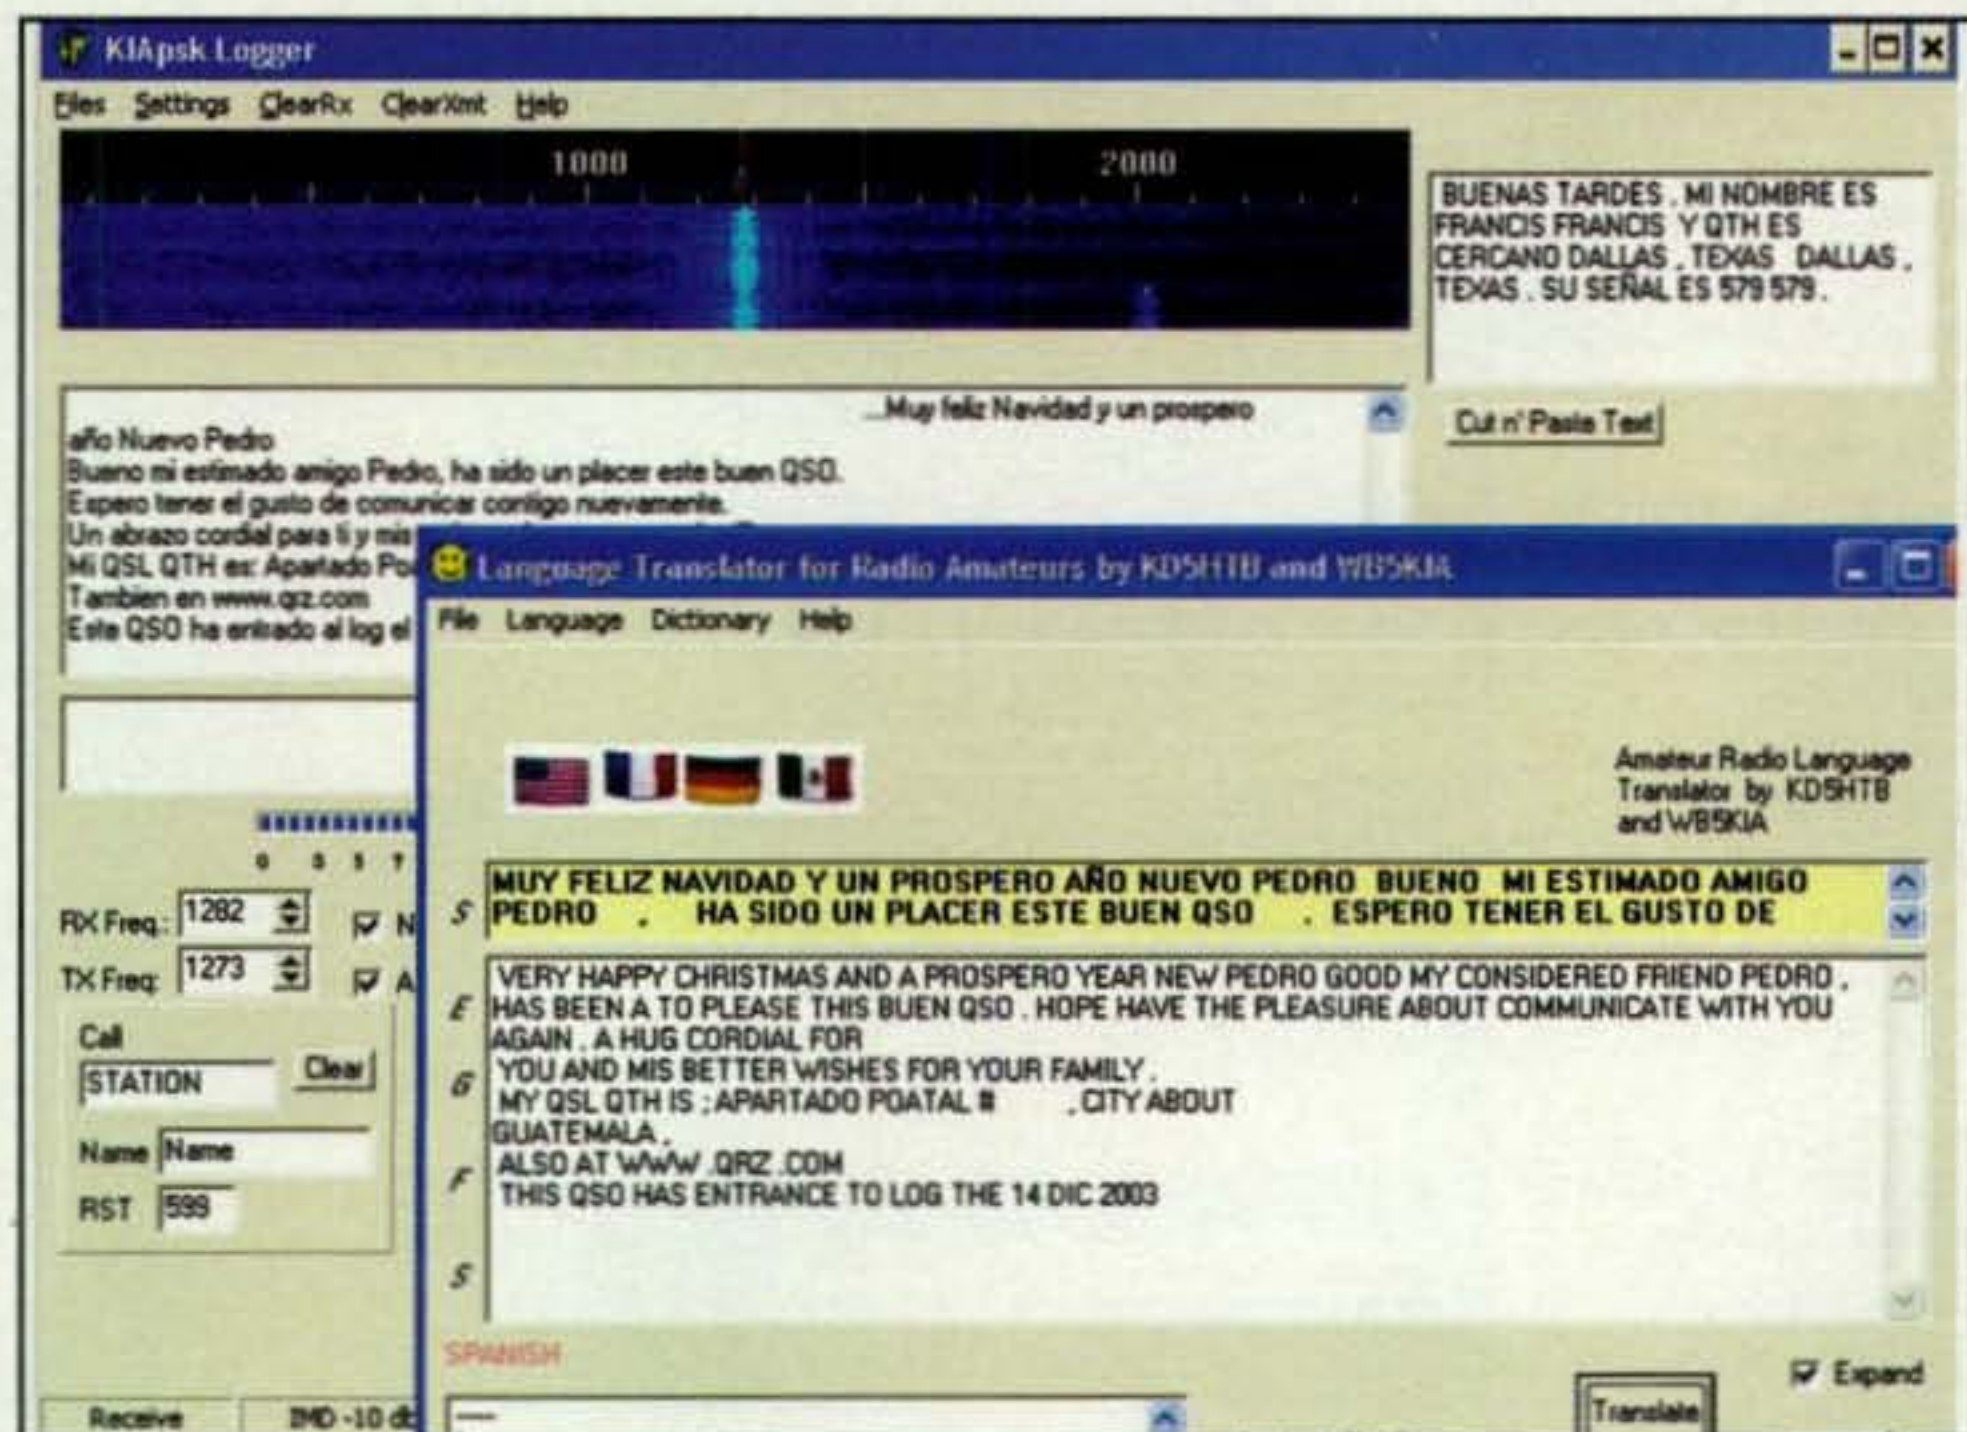 KIApsk Logger
Files Settings ClearRx ClearXmt Help
1000 2000
BUENAS TARDES . MI NOMBRE ES
FRANCIS FRANCIS Y QTH ES
CERCANO DALLAS , TEXAS DALLAS ,
TEXAS . SU SEÑAL ES 579 579 .
Cut n' Paste Text
...Muy feliz Navidad y un prospero
año Nuevo Pedro
Bueno mi estimado amigo Pedro, ha sido un placer este buen QSO.
Espero tener el gusto de comunicar contigo nuevamente.
Un abrazo cordial para ti y mis
Mi QSL QTH es: Apartado Poa
Tambien en www.qrz.com
Este QSO ha entrado al log el
Language Translator for Radio Amateurs by KD5HTB and WB5KIA
File Language Dictionary Help
Amateur Radio Language
Translator by KD5HTB
and WB5KIA
0 3 5 7
RX Freq.: 1282 N
TX Freq: 1273 A
Call
STATION Clear
Name Name
RST 599
S
MUY FELIZ NAVIDAD Y UN PROSPERO AÑO NUEVO PEDRO BUENO MI ESTIMADO AMIGO
PEDRO , HA SIDO UN PLACER ESTE BUEN QSO . ESPERO TENER EL GUSTO DE
E
G
F
S
VERY HAPPY CHRISTMAS AND A PROSPERO YEAR NEW PEDRO GOOD MY CONSIDERED FRIEND PEDRO ,
HAS BEEN A TO PLEASE THIS BUEN QSO . HOPE HAVE THE PLEASURE ABOUT COMMUNICATE WITH YOU
AGAIN . A HUG CORDIAL FOR
YOU AND MIS BETTER WISHES FOR YOUR FAMILY .
MY QSL QTH IS : APARTADO POATAL # , CITY ABOUT
GUATEMALA ,
ALSO AT WWW .QRZ .COM
THIS QSO HAS ENTRANCE TO LOG THE 14 DIC 2003
SPANISH
Expand
Translate
----
Receive IMD -10 db